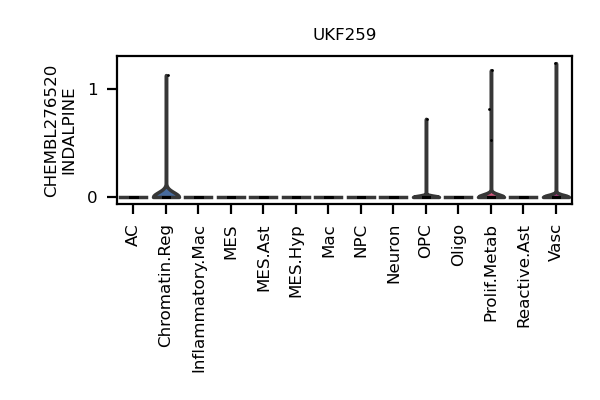 UKF259
CHEMBL276520
INDALPINE
1
0
AC
Chromatin.Reg
Inflammatory.Mac
MES
MES.Ast
MES.Hyp
Mac
NPC
Neuron
OPC
Oligo
Prolif.Metab
Reactive.Ast
Vasc